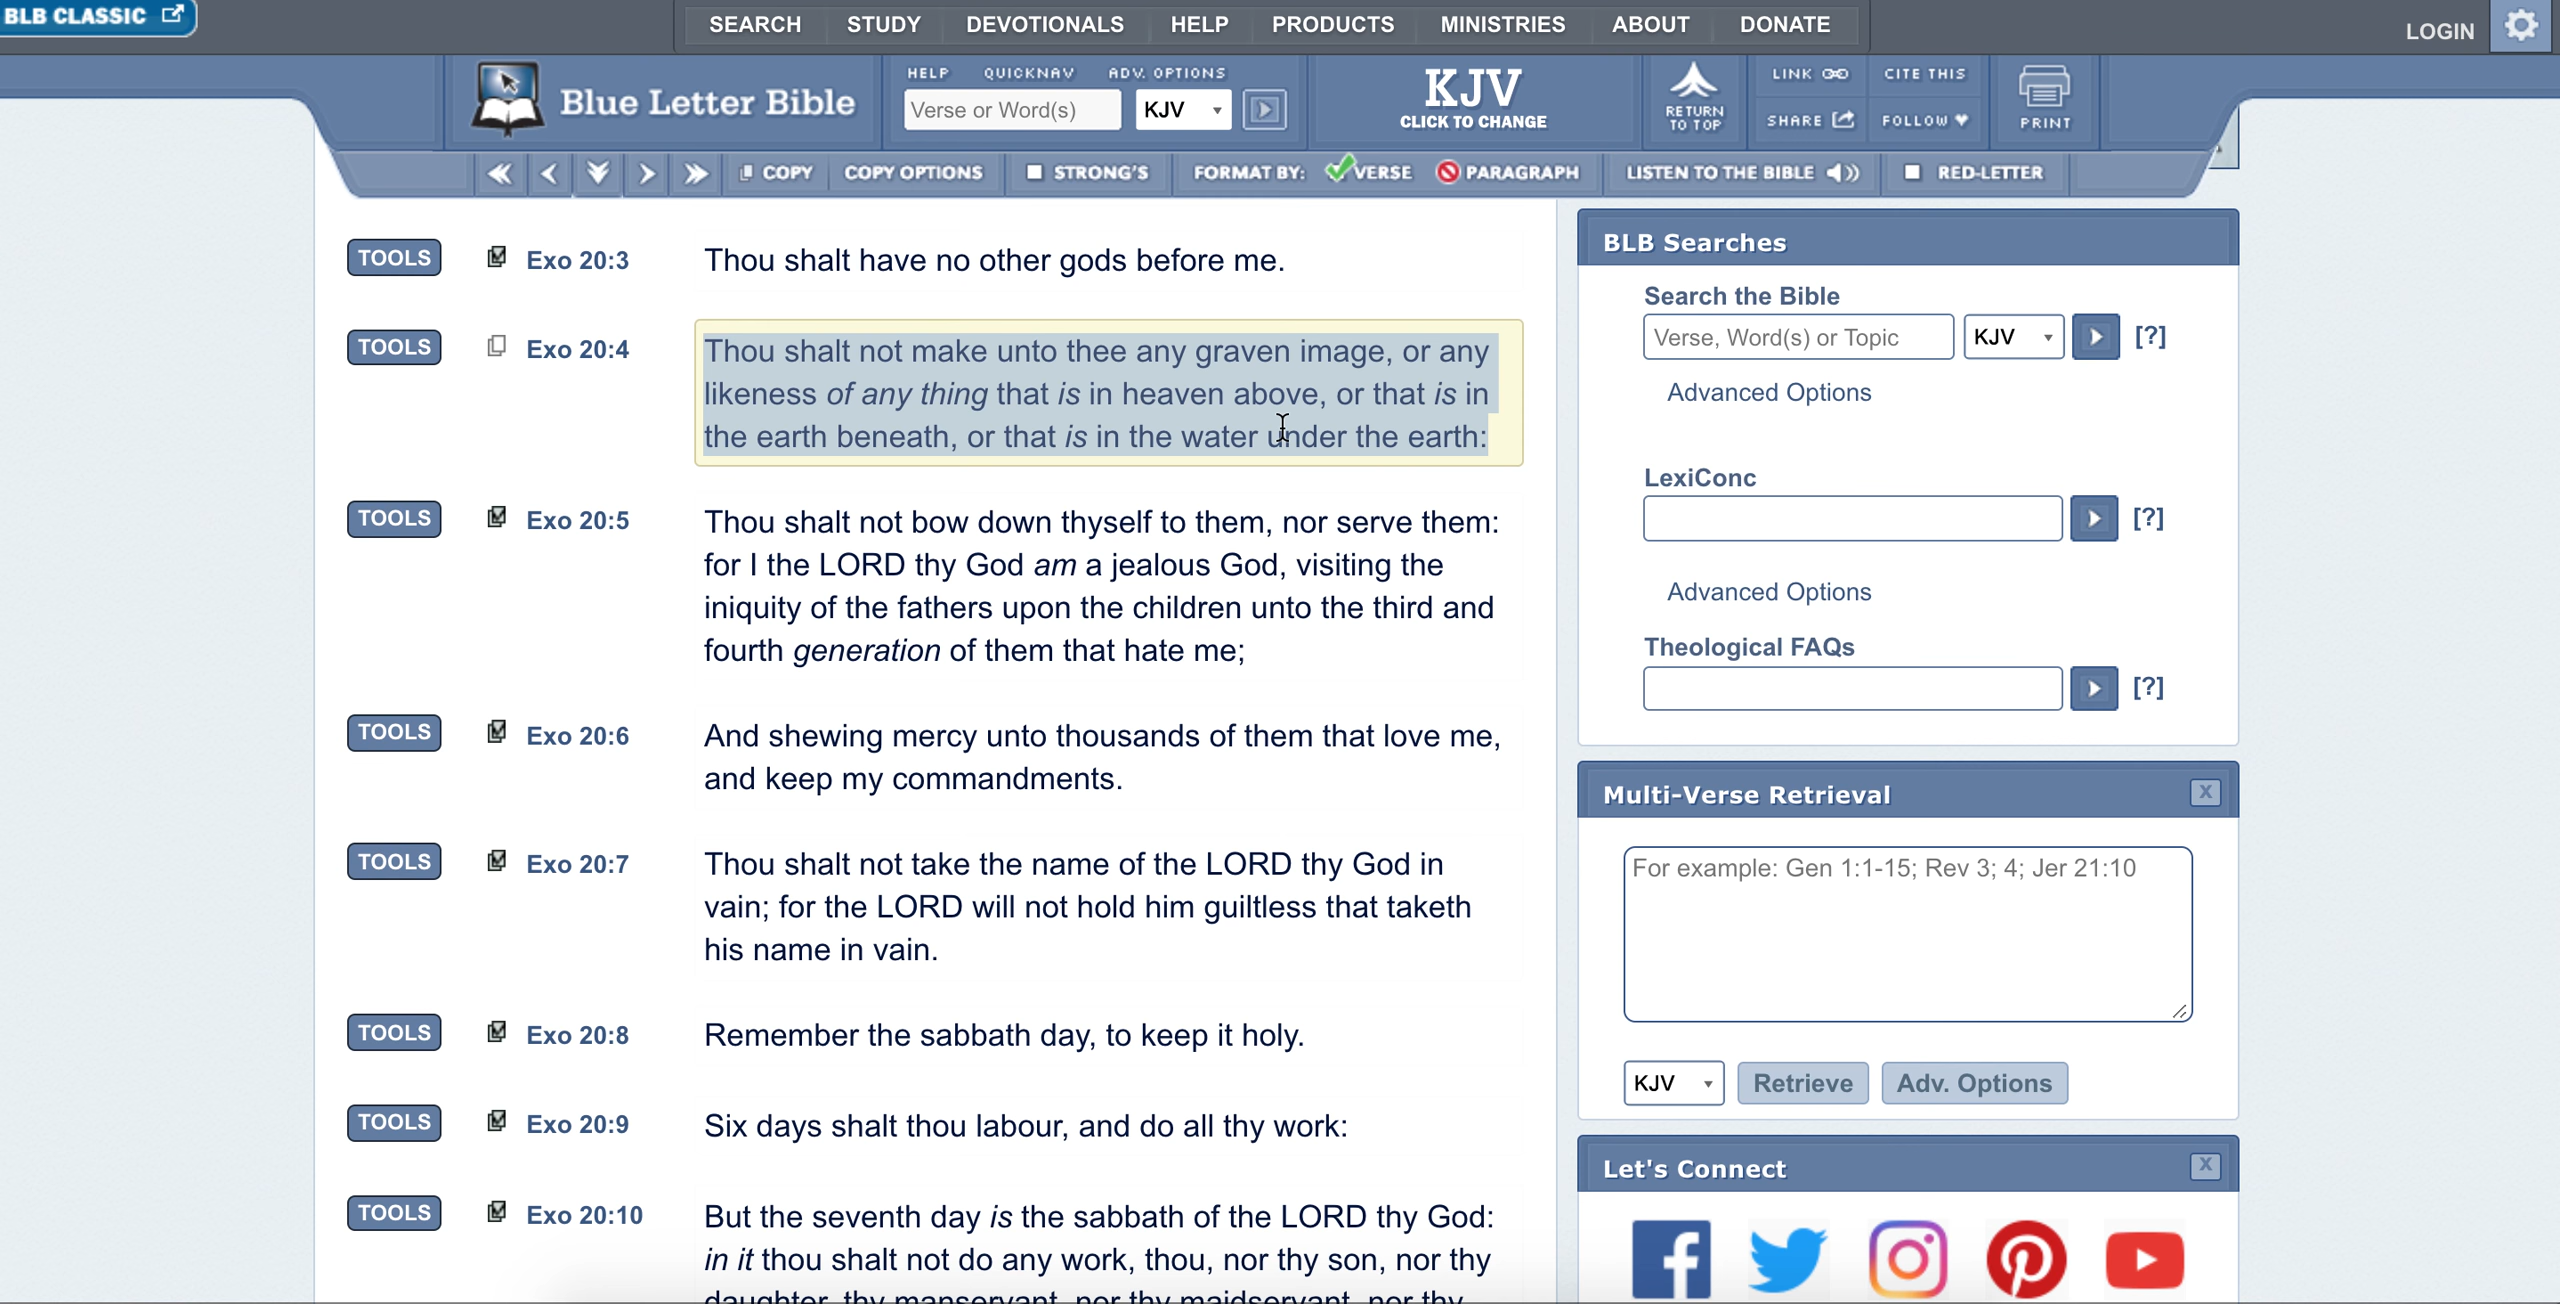 BLB CLASSIC
SEARCH STUDY DEVOTIONALS HELP PRODUCTS MINISTRIES ABOUT DONATE
LOGIN
Blue Letter Bible
HELP QUICKNAV ADV. OPTIONS
Verse or Word(s) KJV
KJV
CLICK TO CHANGE
RETURN
TO TOP
LINK CITE THIS
SHARE FOLLOW
PRINT
COPY COPY OPTIONS STRONG'S FORMAT BY: VERSE PARAGRAPH LISTEN TO THE BIBLE RED-LETTER
TOOLS Exo 20:3 Thou shalt have no other gods before me.
TOOLS Exo 20:4 Thou shalt not make unto thee any graven image, or any
likeness of any thing that is in heaven above, or that is in
the earth beneath, or that is in the water under the earth:
TOOLS Exo 20:5 Thou shalt not bow down thyself to them, nor serve them:
for I the LORD thy God am a jealous God, visiting the
iniquity of the fathers upon the children unto the third and
fourth generation of them that hate me;
TOOLS Exo 20:6 And shewing mercy unto thousands of them that love me,
and keep my commandments.
TOOLS Exo 20:7 Thou shalt not take the name of the LORD thy God in
vain; for the LORD will not hold him guiltless that taketh
his name in vain.
TOOLS Exo 20:8 Remember the sabbath day, to keep it holy.
TOOLS Exo 20:9 Six days shalt thou labour, and do all thy work:
TOOLS Exo 20:10 But the seventh day is the sabbath of the LORD thy God:
in it thou shalt not do any work, thou, nor thy son, nor thy
daughter, thy manservant, nor thy maidservant, nor thy
BLB Searches
Search the Bible
Verse, Word(s) or Topic KJV [?]
Advanced Options
LexiConc
[?]
Advanced Options
Theological FAQs
[?]
Multi-Verse Retrieval X
For example: Gen 1:1-15; Rev 3; 4; Jer 21:10
KJV Retrieve Adv. Options
Let's Connect X